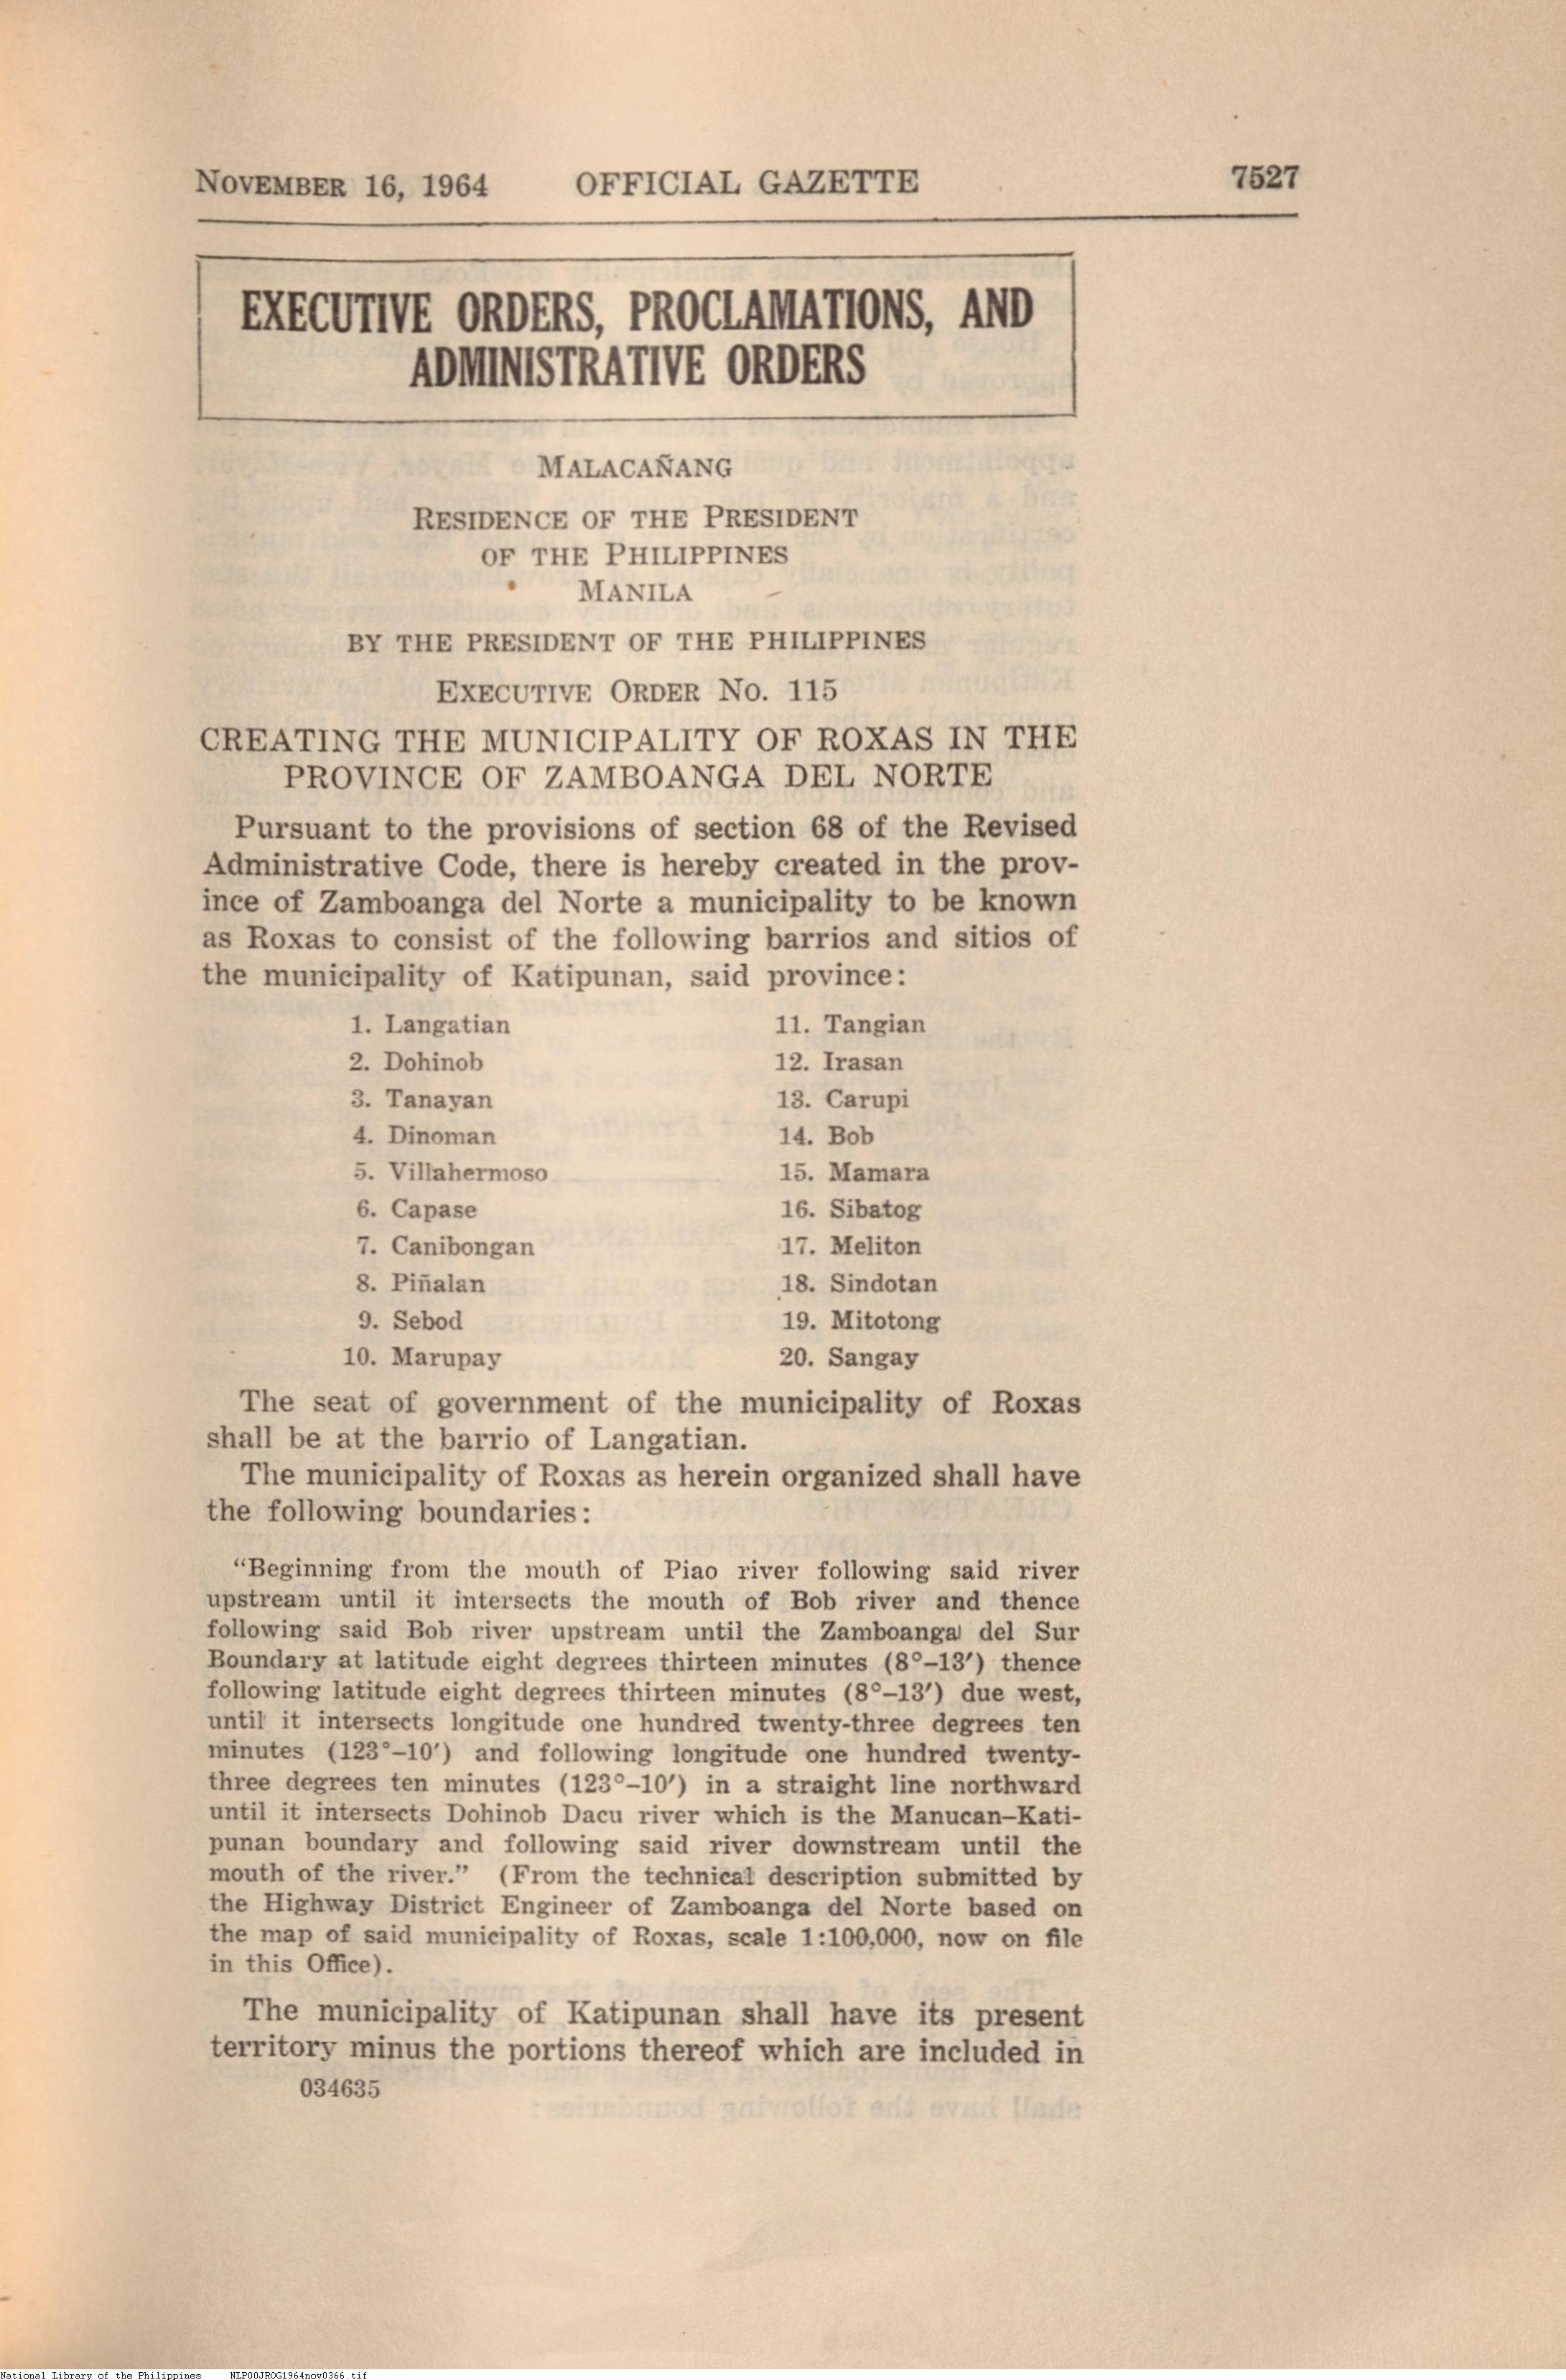 NOVEMBER 16, 1964 OFFICIAL GAZETTE 7527
EXECUTIVE ORDERS, PROCLAMATIONS, AND
ADMINISTRATIVE ORDERS
MALACAÑANG
RESIDENCE OF THE PRESIDENT
OF THE PHILIPPINES
MANILA
BY THE PRESIDENT OF THE PHILIPPINES
EXECUTIVE ORDER NO. 115
CREATING THE MUNICIPALITY OF ROXAS IN THE
PROVINCE OF ZAMBOANGA DEL NORTE
Pursuant to the provisions of section 68 of the Revised
Administrative Code, there is hereby created in the prov-
ince of Zamboanga del Norte a municipality to be known
as Roxas to consist of the following barrios and sitios of
the municipality of Katipunan, said province:
1. Langatian
2. Dohinob
3. Tanayan
4. Dinoman
5. Villahermoso
6. Capase
7. Canibongan
8. Piñalan
9. Sebod
10. Marupay
11. Tangian
12. Irasan
13. Carupi
14. Bob
15. Mamara
16. Sibatog
17. Meliton
18. Sindotan
19. Mitotong
20. Sangay
The seat of government of the municipality of Roxas
shall be at the barrio of Langatian.
The municipality of Roxas as herein organized shall have
the following boundaries:
"Beginning from the mouth of Piao river following said river
upstream until it intersects the mouth of Bob river and thence
following said Bob river upstream until the Zamboanga del Sur
Boundary at latitude eight degrees thirteen minutes (8°–13′) thence
following latitude eight degrees thirteen minutes (8°–13′) due west,
until it intersects longitude one hundred twenty-three degrees ten
minutes (123°–10′) and following longitude one hundred twenty-
three degrees ten minutes (123°–10′) in a straight line northward
until it intersects Dohinob Dacu river which is the Manucan–Kati-
punan boundary and following said river downstream until the
mouth of the river." (From the technical description submitted by
the Highway District Engineer of Zamboanga del Norte based on
the map of said municipality of Roxas, scale 1:100,000, now on file
in this Office).
The municipality of Katipunan shall have its present
territory minus the portions thereof which are included in
034635
National Library of the Philippines NLP00JROG1964nov0366.tif